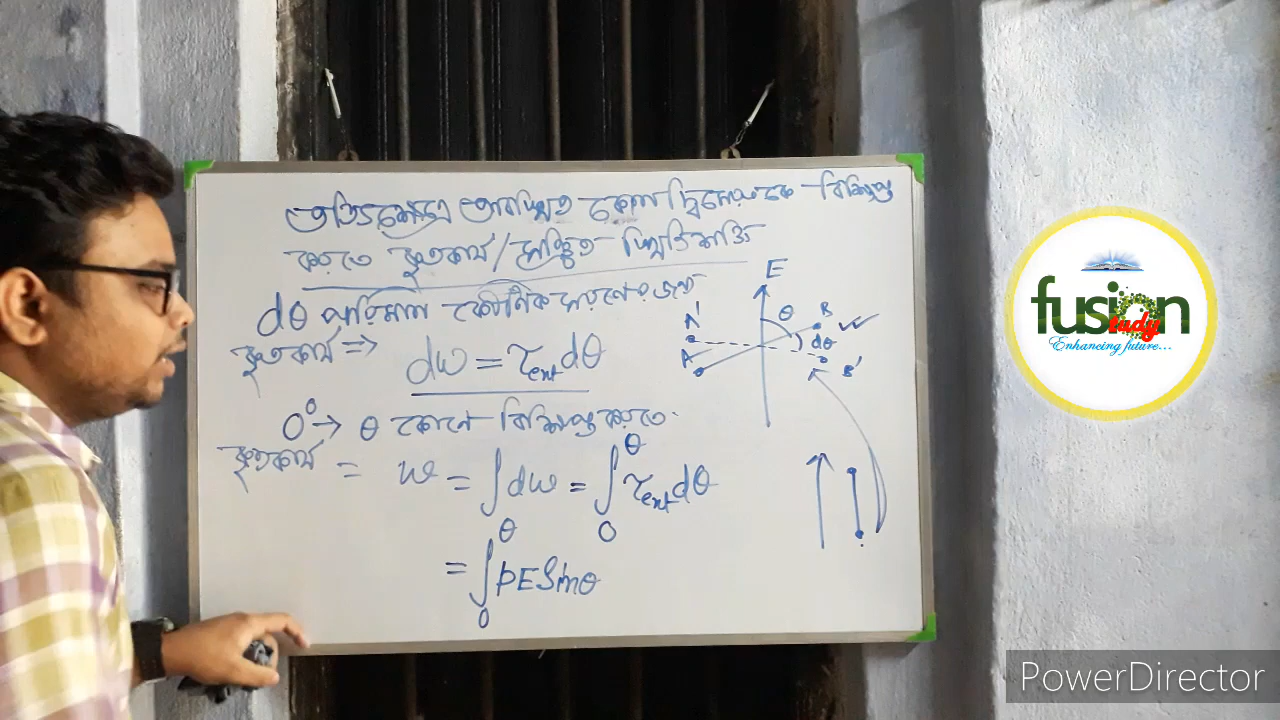 তড়িৎক্ষেত্রে অবস্থিত কোন দ্বিমেরুকে বিক্ষিপ্ত
করতে কৃতকার্য/সঞ্চিত স্থিতিশক্তি
dθ পরিমাণ কৌণিক সরণের জন্য
কৃতকার্য ⇒ dw = τext dθ
0° → θ কোণে বিক্ষিপ্ত করতে
কৃতকার্য = w = ∫dw = ∫₀^θ τext dθ
= ∫₀^θ pE Sinθ
E
θ
A'
B
A
dθ
B'
fusion
study
Enhancing future...
PowerDirector